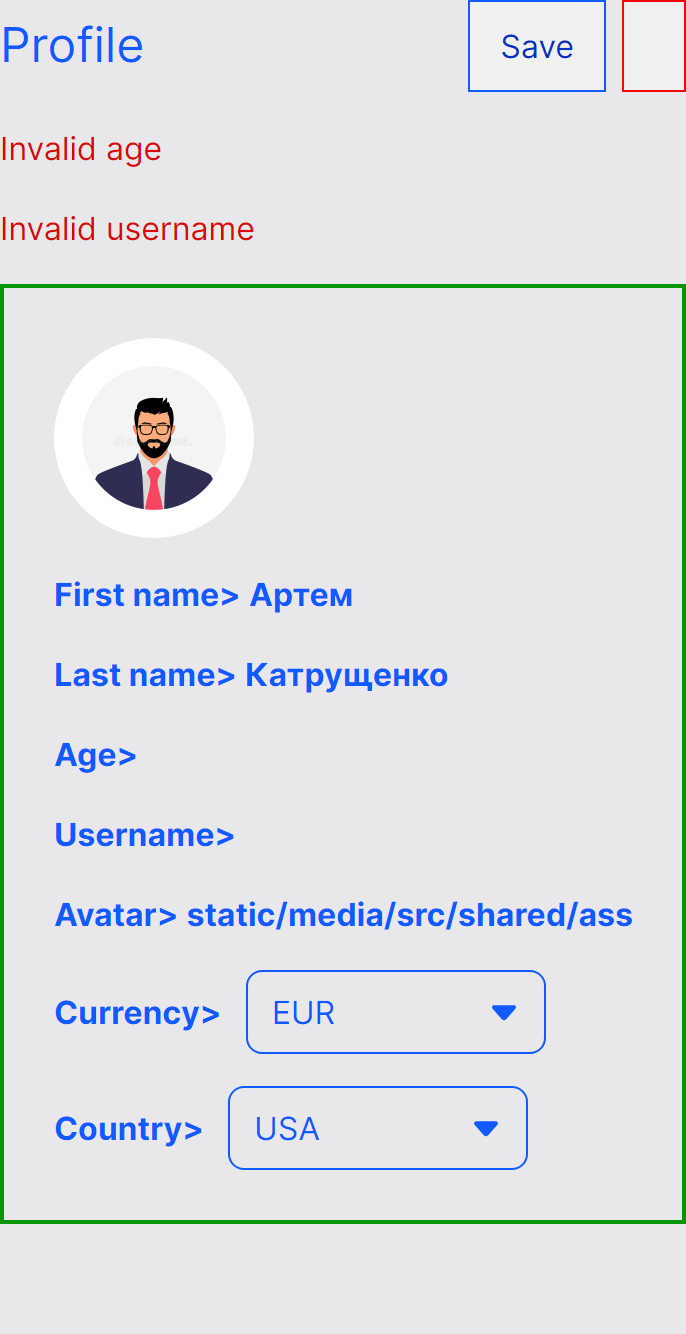 Profile
Save
Invalid age
Invalid username
First name> Артем
Last name> Катрущенко
Age>
Username>
Avatar> static/media/src/shared/ass
Currency> EUR
Country> USA